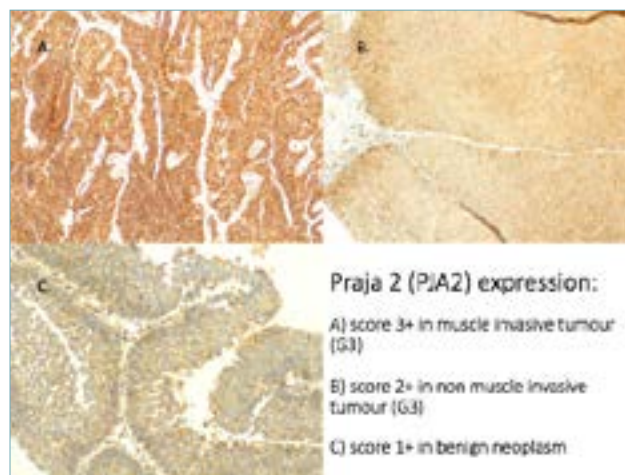 A.
B.
C.
Praja 2 (PJA2) expression:
A) score 3+ in muscle invasive tumour
(G3)
B) score 2+ in non muscle invasive
tumour (G3)
C) score 1+ in benign neoplasm